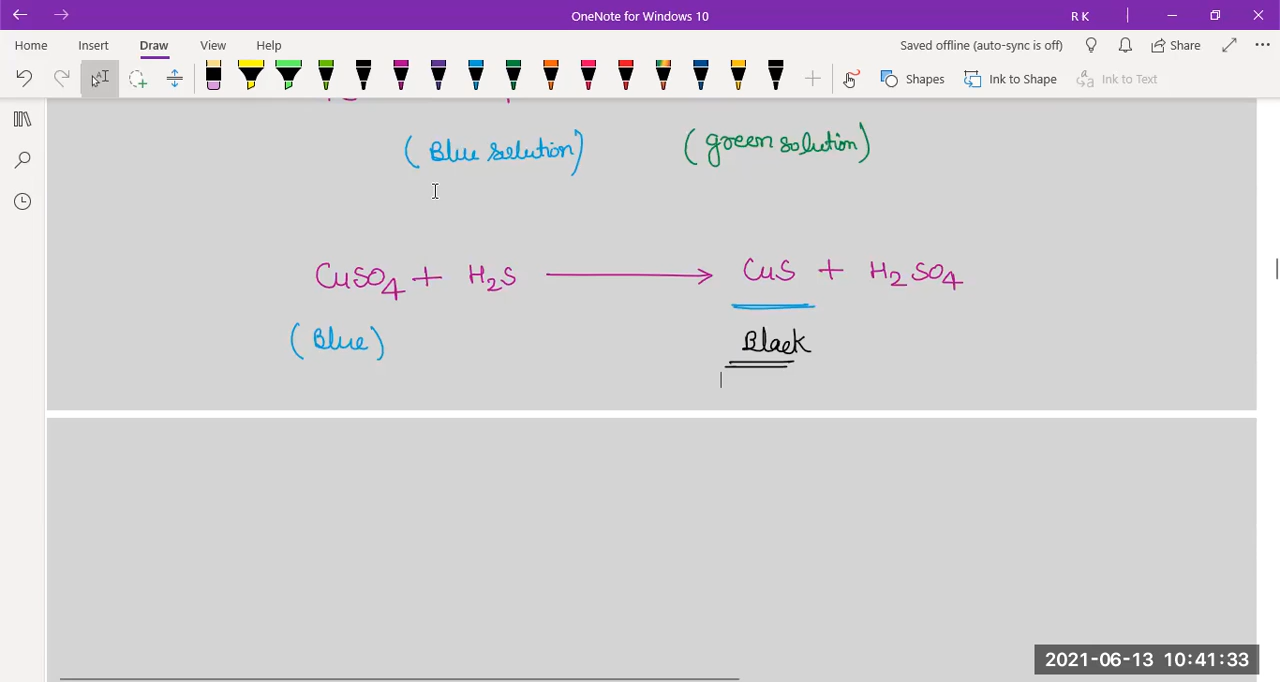 OneNote for Windows 10
R K
Home Insert Draw View Help
Saved offline (auto-sync is off) Share
Shapes Ink to Shape Ink to Text
(Blue solution) (green solution)
CuSO4 + H2S → CuS + H2SO4
(Blue)
Black
2021-06-13 10:41:33